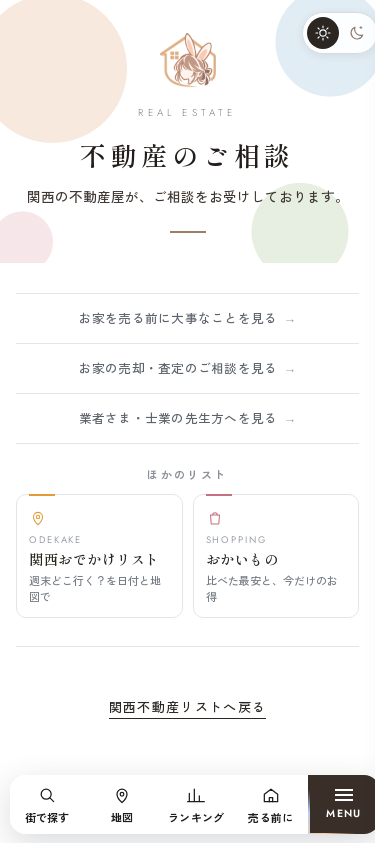 REAL ESTATE
不動産のご相談
関西の不動産屋が、ご相談をお受けしております。
お家を売る前に大事なことを見る →
お家の売却・査定のご相談を見る →
業者さま・士業の先生方へを見る →
ほかのリスト
ODEKAKE
関西おでかけリスト
週末どこ行く？を日付と地
図で
SHOPPING
おかいもの
比べた最安と、今だけのお
得
関西不動産リストへ戻る
街で探す
地図
ランキング
売る前に
MENU